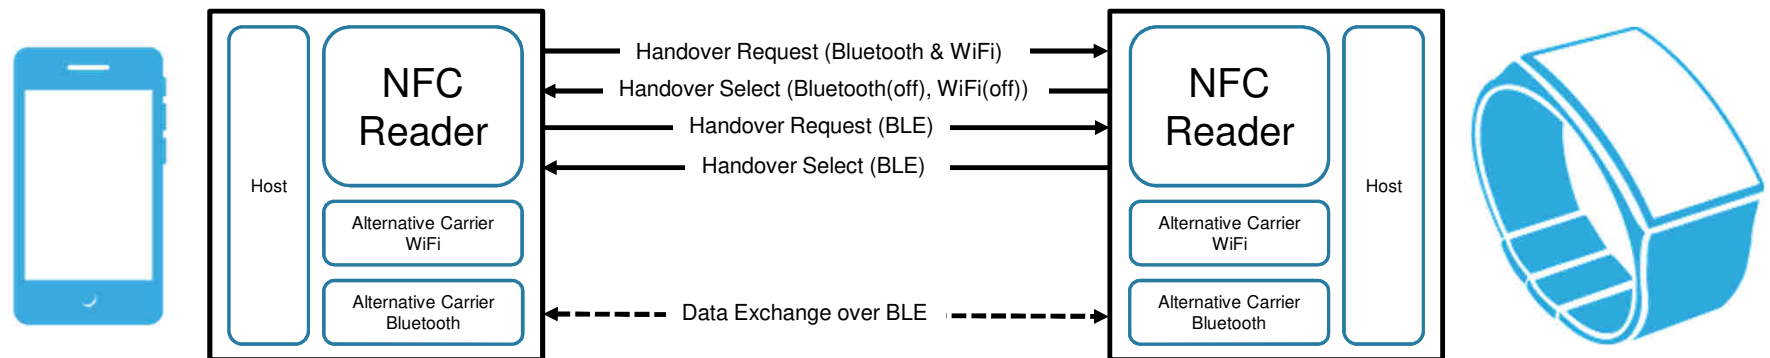 Host
NFC
Reader
Alternative Carrier
WiFi
Alternative Carrier
Bluetooth
Handover Request (Bluetooth & WiFi)
Handover Select (Bluetooth(off), WiFi(off))
Handover Request (BLE)
Handover Select (BLE)
Data Exchange over BLE
NFC
Reader
Alternative Carrier
WiFi
Alternative Carrier
Bluetooth
Host